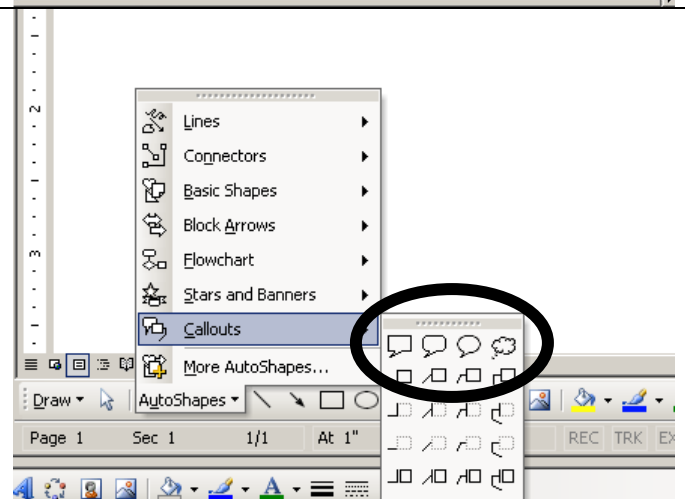 2
3
Lines
Connectors
Basic Shapes
Block Arrows
Flowchart
Stars and Banners
Callouts
More AutoShapes...
Draw AutoShapes
Page 1 Sec 1 1/1 At 1" REC TRK EX
A A